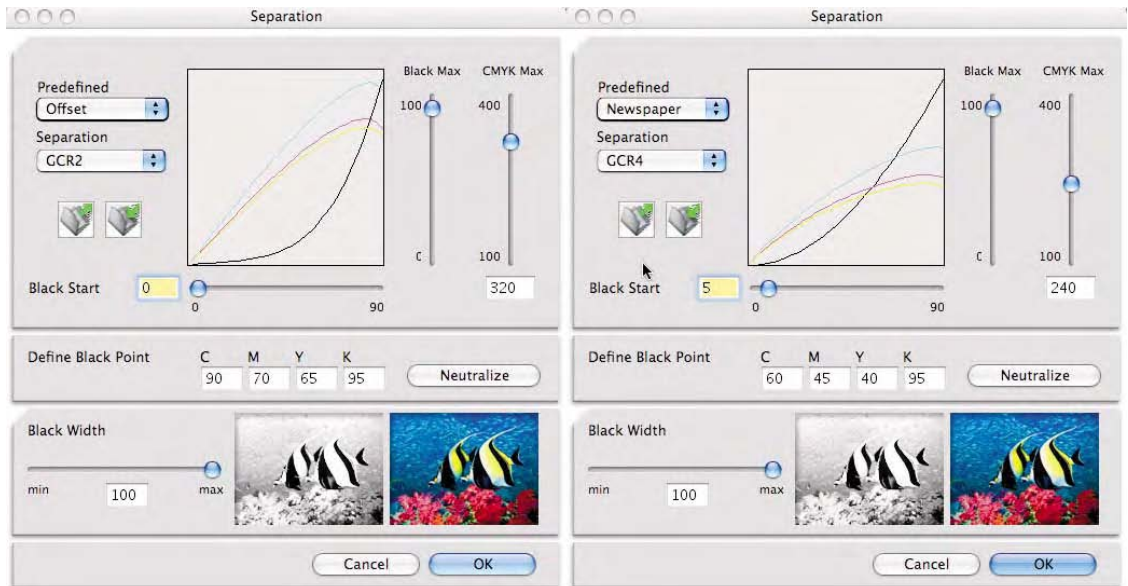 Separation
Predefined
Offset
Separation
GCR2
Black Max
CMYK Max
100
400
C
100
Black Start
0
0
90
320
Define Black Point
C M Y K
90 70 65 95
Neutralize
Black Width
min
100
max
Cancel
OK
Separation
Predefined
Newspaper
Separation
GCR4
Black Max
CMYK Max
100
400
C
100
Black Start
5
0
90
240
Define Black Point
C M Y K
60 45 40 95
Neutralize
Black Width
min
100
max
Cancel
OK